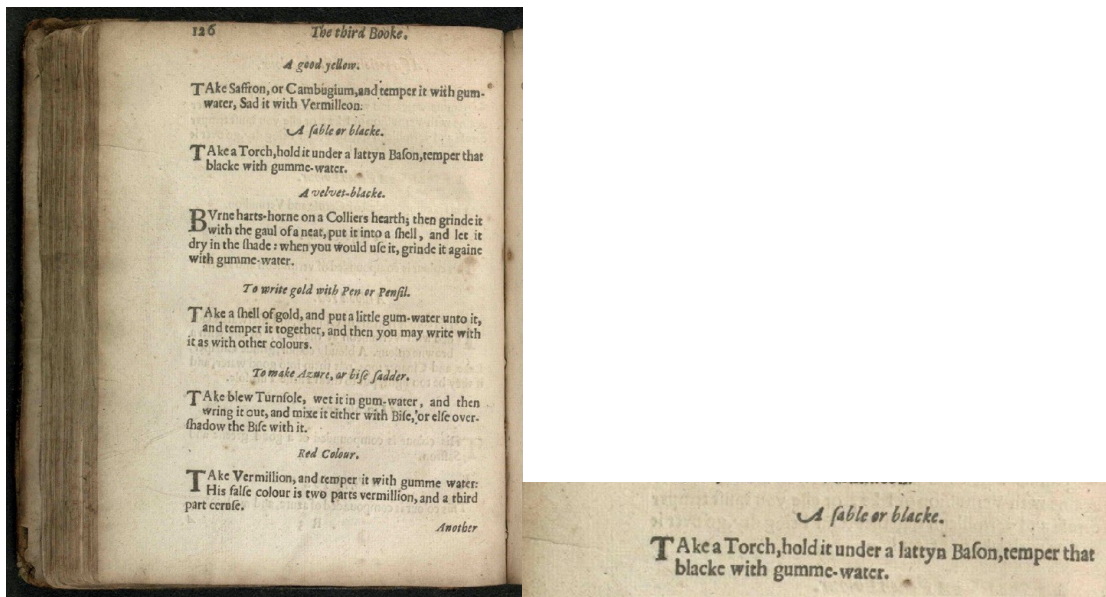 126 The third Booke.
A good yellow.
TAke Saffron, or Cambugium,and temper it with gum-
water, Sad it with Vermilleon.
A ſable or blacke.
TAke a Torch,hold it under a lattyn Baſon,temper that
blacke with gumme-water.
A velvet-blacke.
BVrne harts-horne on a Colliers hearth; then grinde it
with the gaul of a neat, put it into a ſhell, and let it
dry in the ſhade : when you would uſe it, grinde it againe
with gumme-water.
To write gold with Pen or Penſil.
TAke a ſhell of gold, and put a little gum-water unto it,
and temper it together, and then you may write with
it as with other colours.
To make Azure, or biſe ſadder.
TAke blew Turnſole, wet it in gum-water, and then
wring it out, and mixe it either with Biſe, or elſe over-
ſhadow the Biſe with it.
Red Colour.
TAke Vermillion, and temper it with gumme water:
His falſe colour is two parts vermillion, and a third
part ceruſe.
Another
A ſable or blacke.
TAke a Torch,hold it under a lattyn Baſon,temper that
blacke with gumme-water.